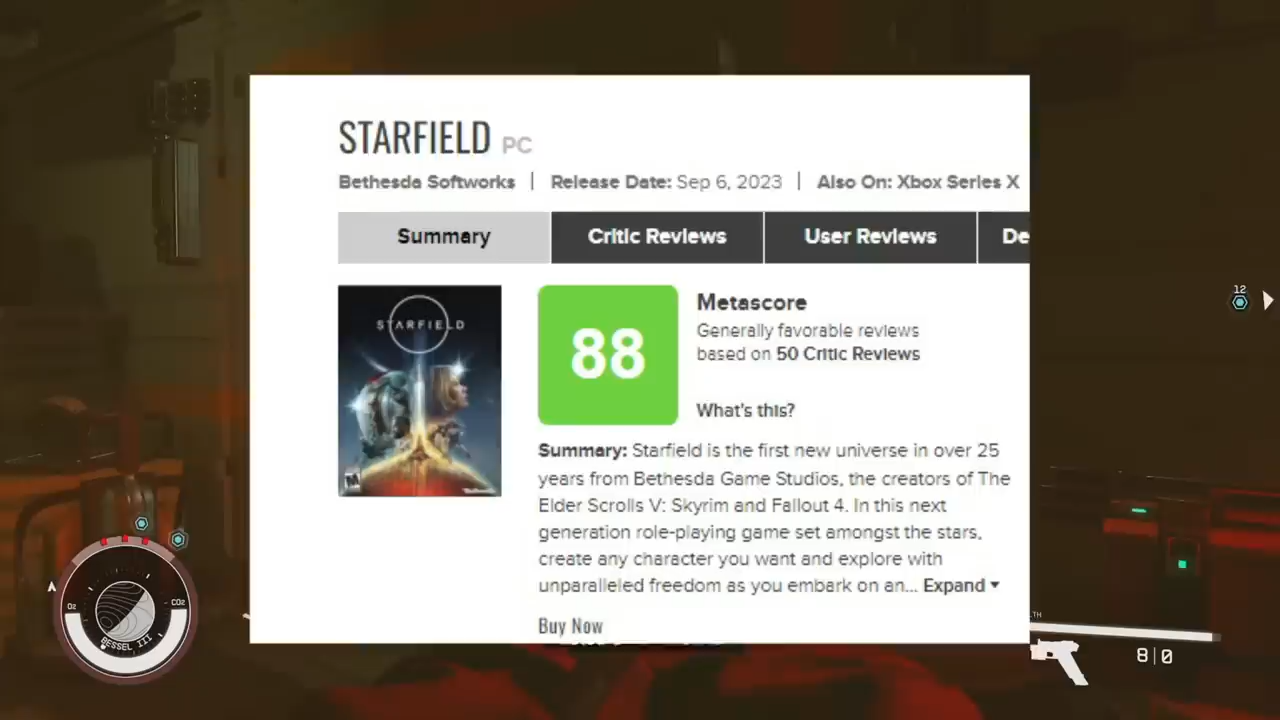 STARFIELD PC
Bethesda Softworks | Release Date: Sep 6, 2023 | Also On: Xbox Series X
Summary Critic Reviews User Reviews De
STARFIELD
88
Metascore
Generally favorable reviews
based on 50 Critic Reviews
What's this?
Summary: Starfield is the first new universe in over 25
years from Bethesda Game Studios, the creators of The
Elder Scrolls V: Skyrim and Fallout 4. In this next
generation role-playing game set amongst the stars,
create any character you want and explore with
unparalleled freedom as you embark on an... Expand
Buy Now
12
O2
CO2
BESSEL III
LTH
8|0